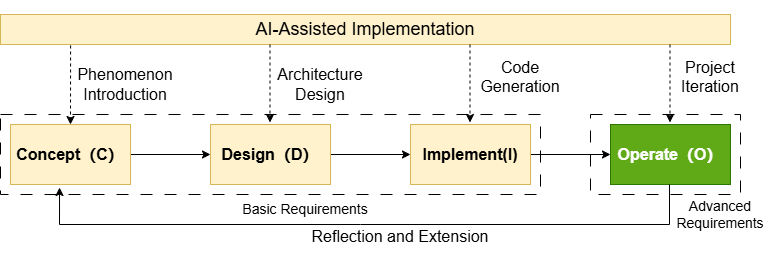 AI-Assisted Implementation
Phenomenon
Introduction
Architecture
Design
Code
Generation
Project
Iteration
Concept（C）
Design（D）
Implement(I)
Operate（O）
Basic Requirements
Advanced
Requirements
Reflection and Extension